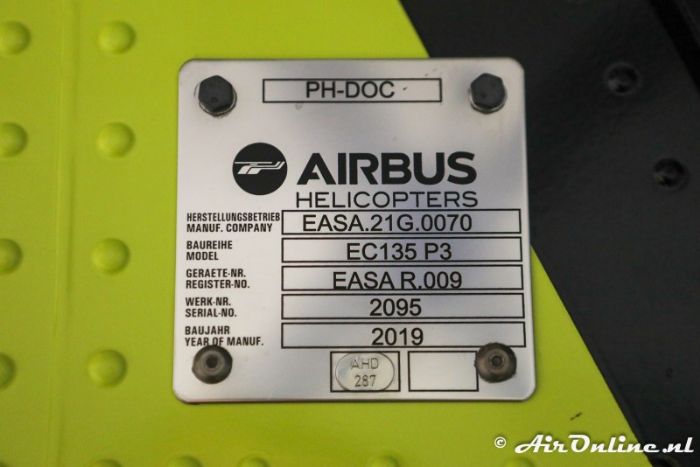 PH-DOC
AIRBUS
HELICOPTERS
HERSTELLUNGSBETRIEB
MANUF. COMPANY EASA.21G.0070
BAUREIHE
MODEL EC135 P3
GERAETE-NR.
REGISTER-NO. EASA R.009
WERK-NR.
SERIAL-NO. 2095
BAUJAHR
YEAR OF MANUF. 2019
AHD
287
© AirOnline.nl